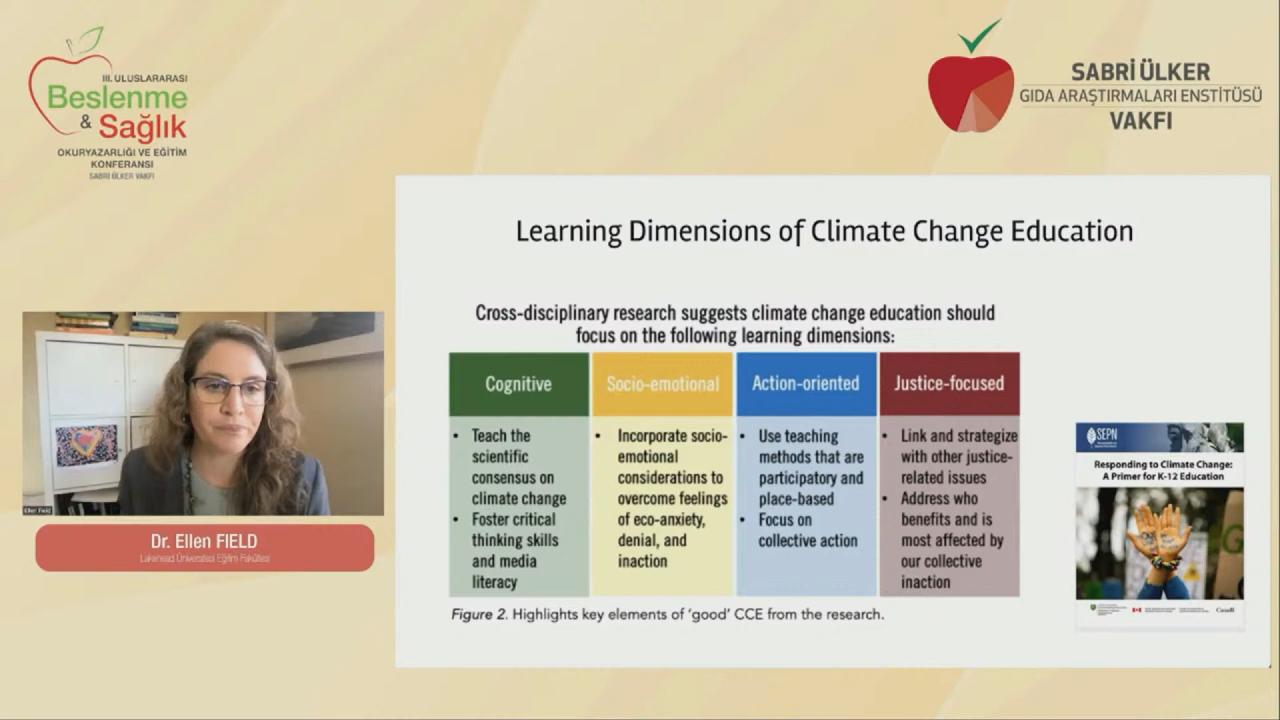 III. ULUSLARARASI
Beslenme
& Sağlık
OKURYAZARLIĞI VE EĞİTİM
KONFERANSI
SABRİ ÜLKER VAKFI
SABRİ ÜLKER
GIDA ARAŞTIRMALARI ENSTİTÜSÜ
VAKFI
Learning Dimensions of Climate Change Education
Cross-disciplinary research suggests climate change education should
focus on the following learning dimensions:
Cognitive
• Teach the
scientific
consensus on
climate change
• Foster critical
thinking skills
and media
literacy
Socio-emotional
• Incorporate socio-
emotional
considerations to
overcome feelings
of eco-anxiety,
denial, and
inaction
Action-oriented
• Use teaching
methods that are
participatory and
place-based
• Focus on
collective action
Justice-focused
• Link and strategize
with other justice-
related issues
• Address who
benefits and is
most affected by
our collective
inaction
Figure 2. Highlights key elements of 'good' CCE from the research.
SEPN
Responding to Climate Change:
A Primer for K-12 Education
Canada
Ellen Field
Dr. Ellen FIELD
Lakehead Üniversitesi Eğitim Fakültesi